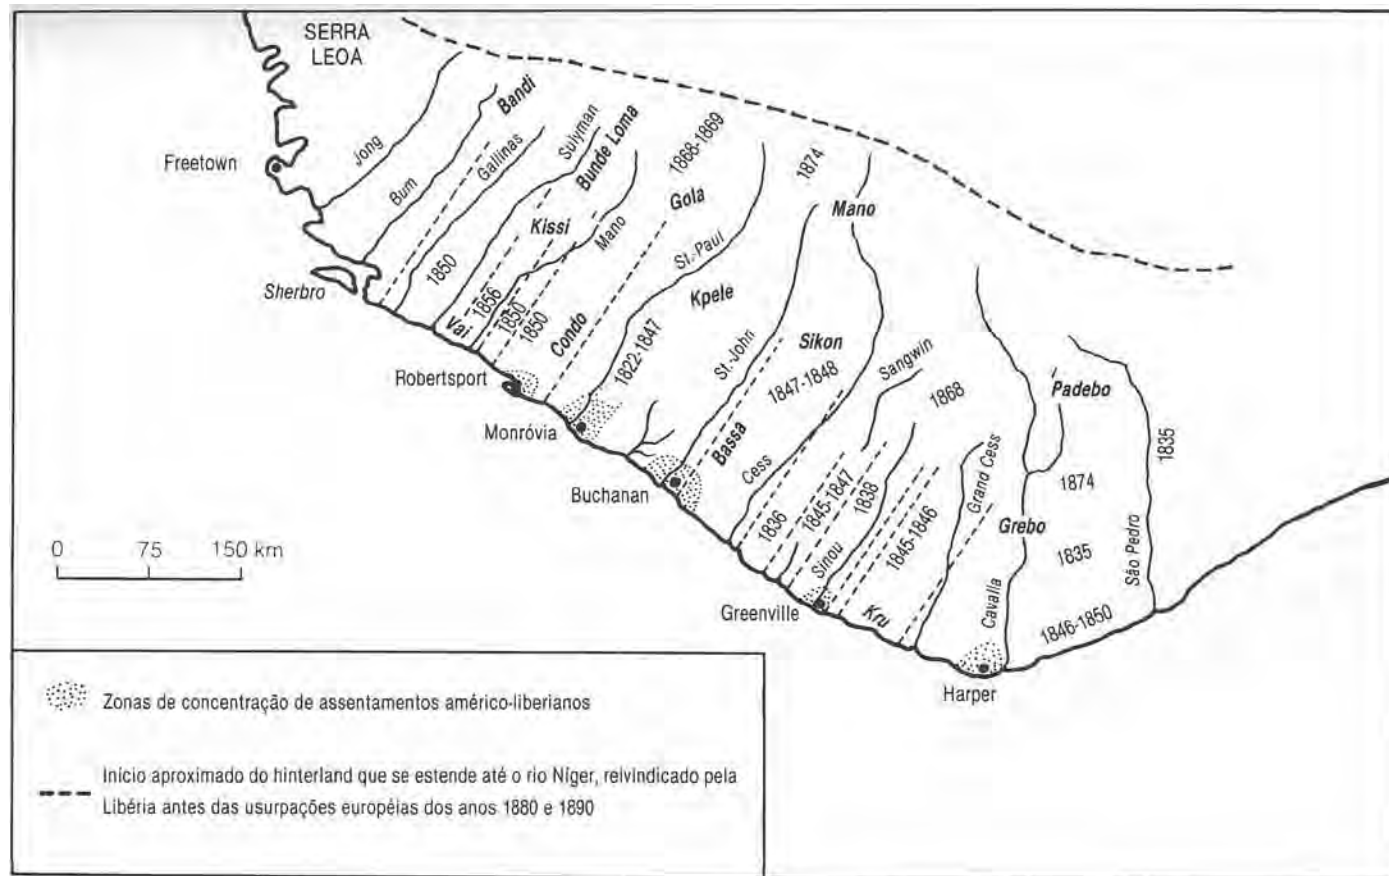 SERRA
LEOA
Freetown
Jong
Bum
Bandi
Gallinas
Sulyman
Bunde Loma
1868-1869
1874
Kissi
Mano
Gola
St.-Paul
Mano
Sherbro
1850
1856
1850
1850
Vai
Condo
Kpele
1822-1847
St.-John
Sikon
1847-1848
Sangwin
1868
Padebo
1835
Robertsport
Monróvia
Bassa
Cess
Buchanan
1836
1845-1847
1838
Grand Cess
1845-1846
1874
Grebo
1835
São Pedro
0 75 150 km
Sinou
Greenville
Kru
Cavalla
1846-1850
Harper
Zonas de concentração de assentamentos américo-liberianos
Início aproximado do hinterland que se estende até o rio Níger, reivindicado pela
Libéria antes das usurpações européias dos anos 1880 e 1890